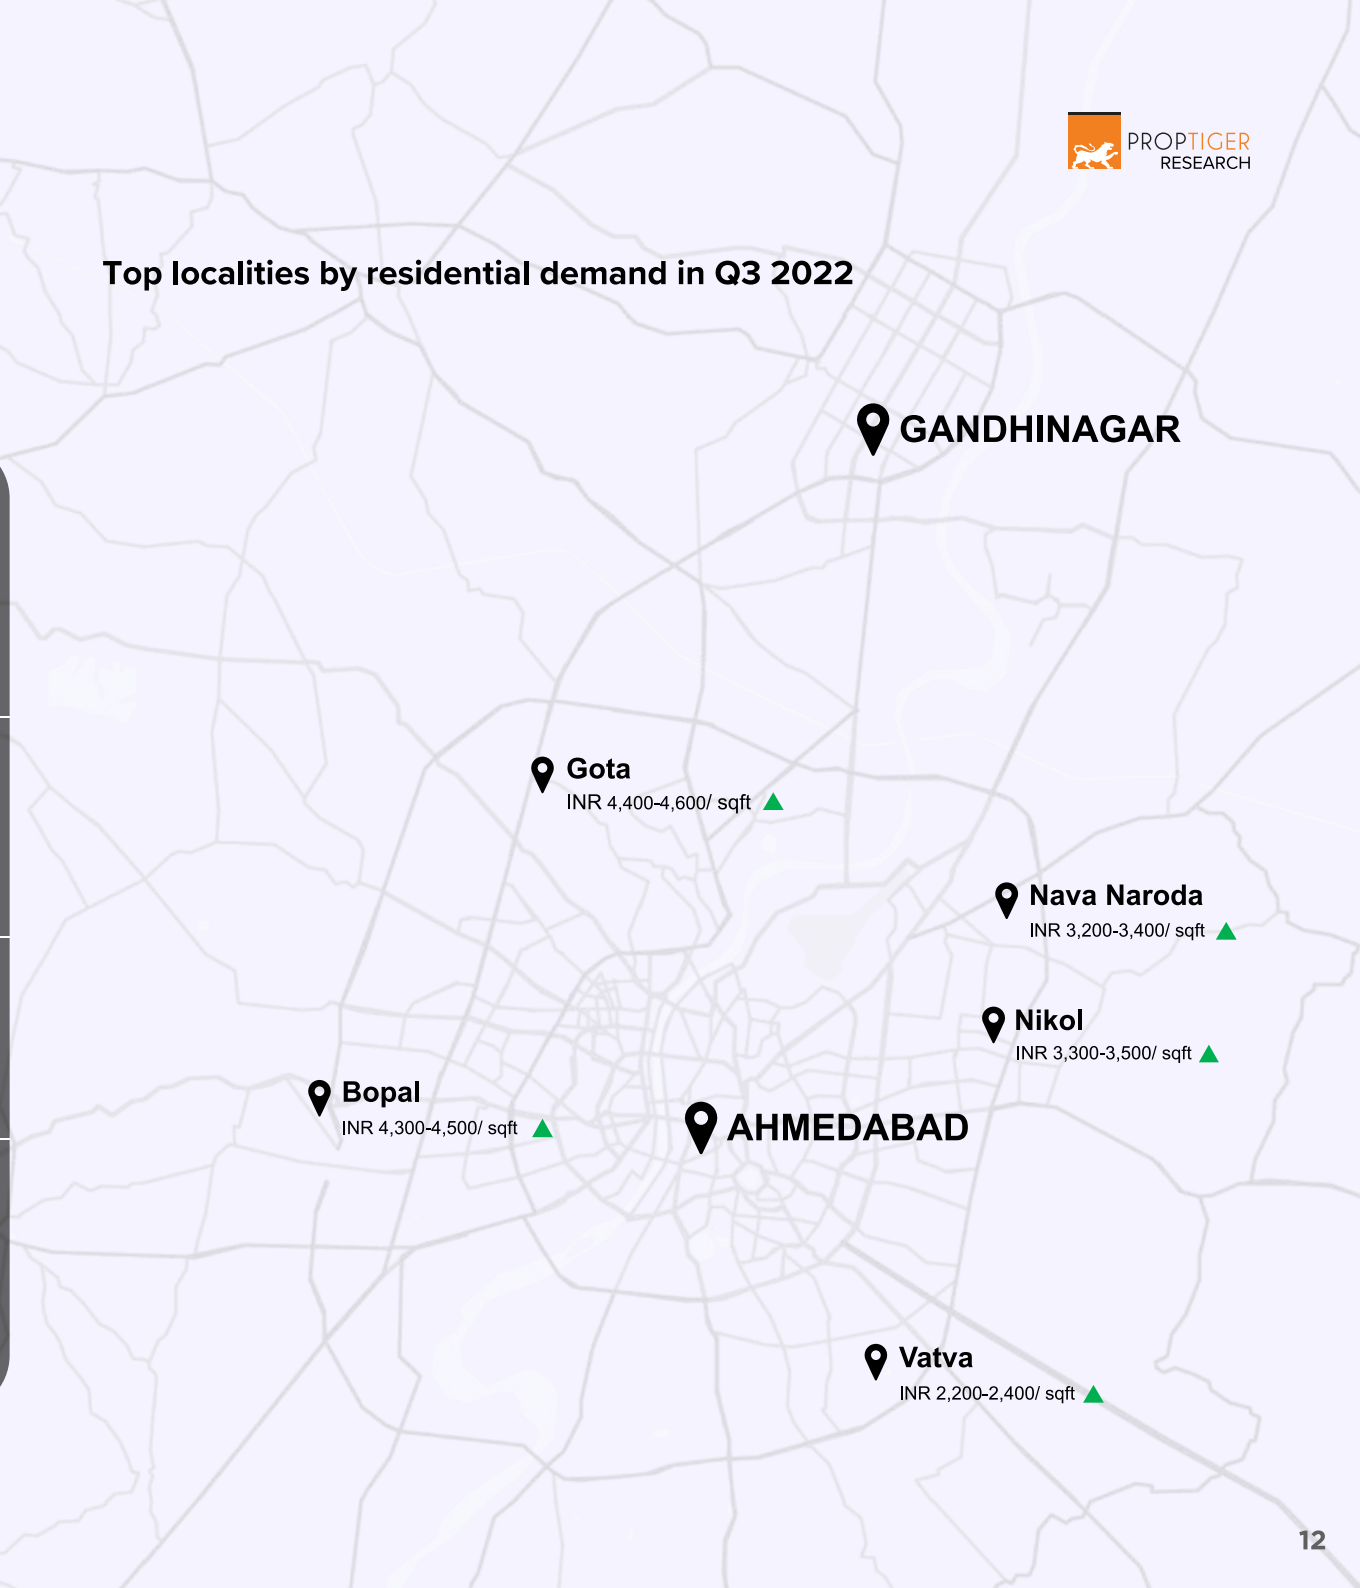 PROPTIGER
RESEARCH
Top localities by residential demand in Q3 2022
GANDHINAGAR
Gota
INR 4,400-4,600/ sqft
Nava Naroda
INR 3,200-3,400/ sqft
Nikol
INR 3,300-3,500/ sqft
Bopal
INR 4,300-4,500/ sqft
AHMEDABAD
Vatva
INR 2,200-2,400/ sqft
12